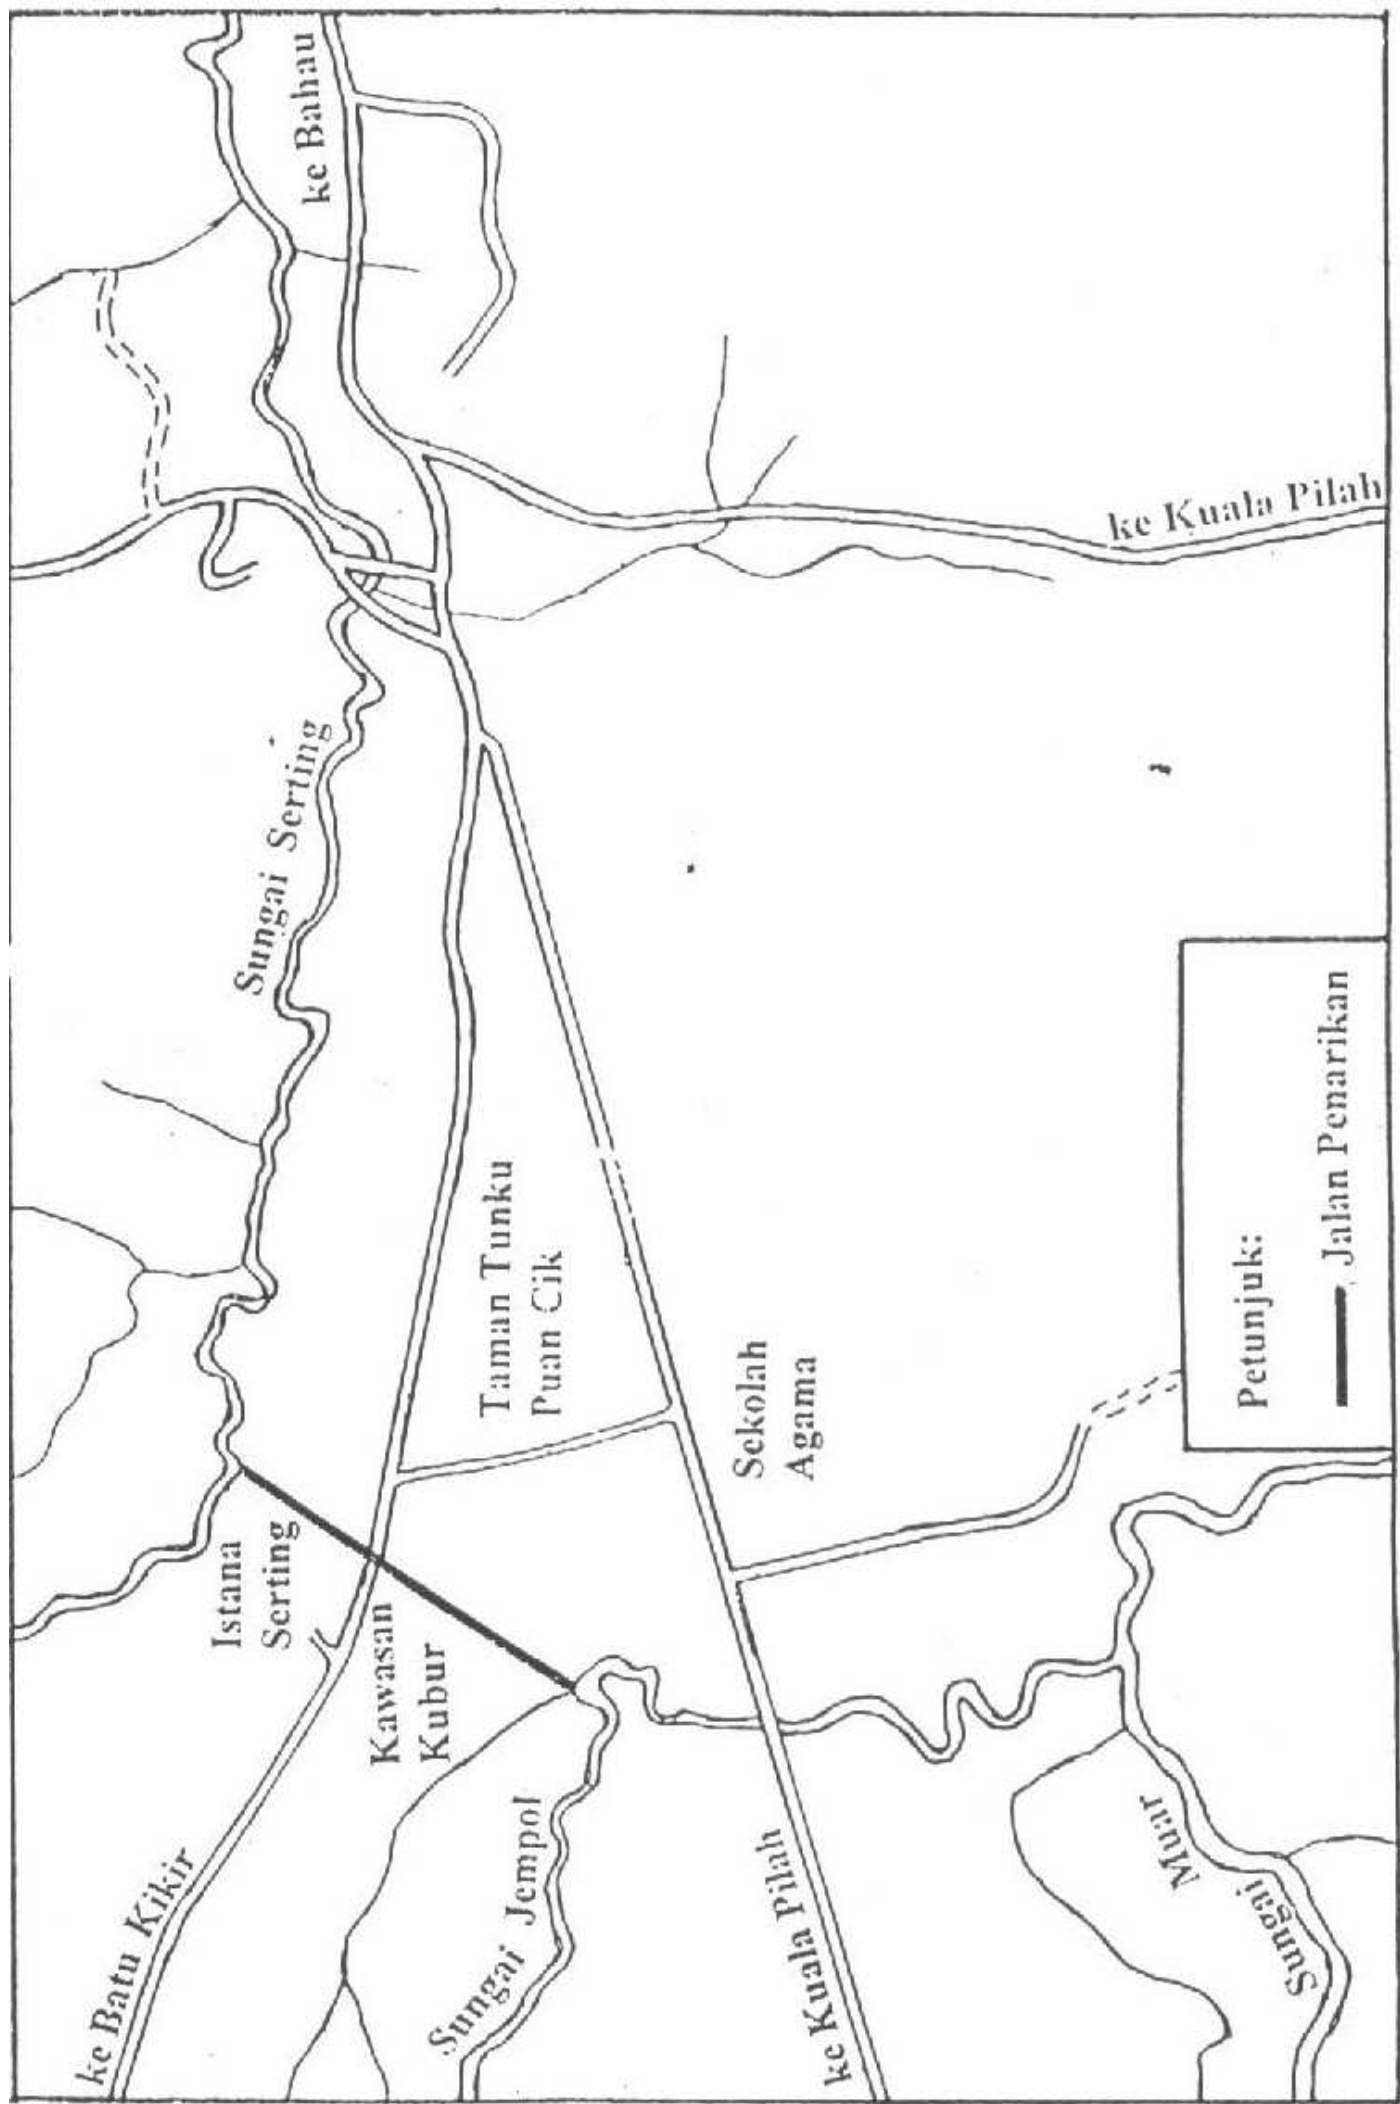 ke Batu Kikir
Istana
Serting
Sungai Serting
ke Bahau
Kawasan
Kubur
Taman Tunku
Puan Cik
Sungai Jempol
Sekolah
Agama
ke Kuala Pilah
ke Kuala Pilah
Sungai Muar
Petunjuk:
Jalan Penarikan